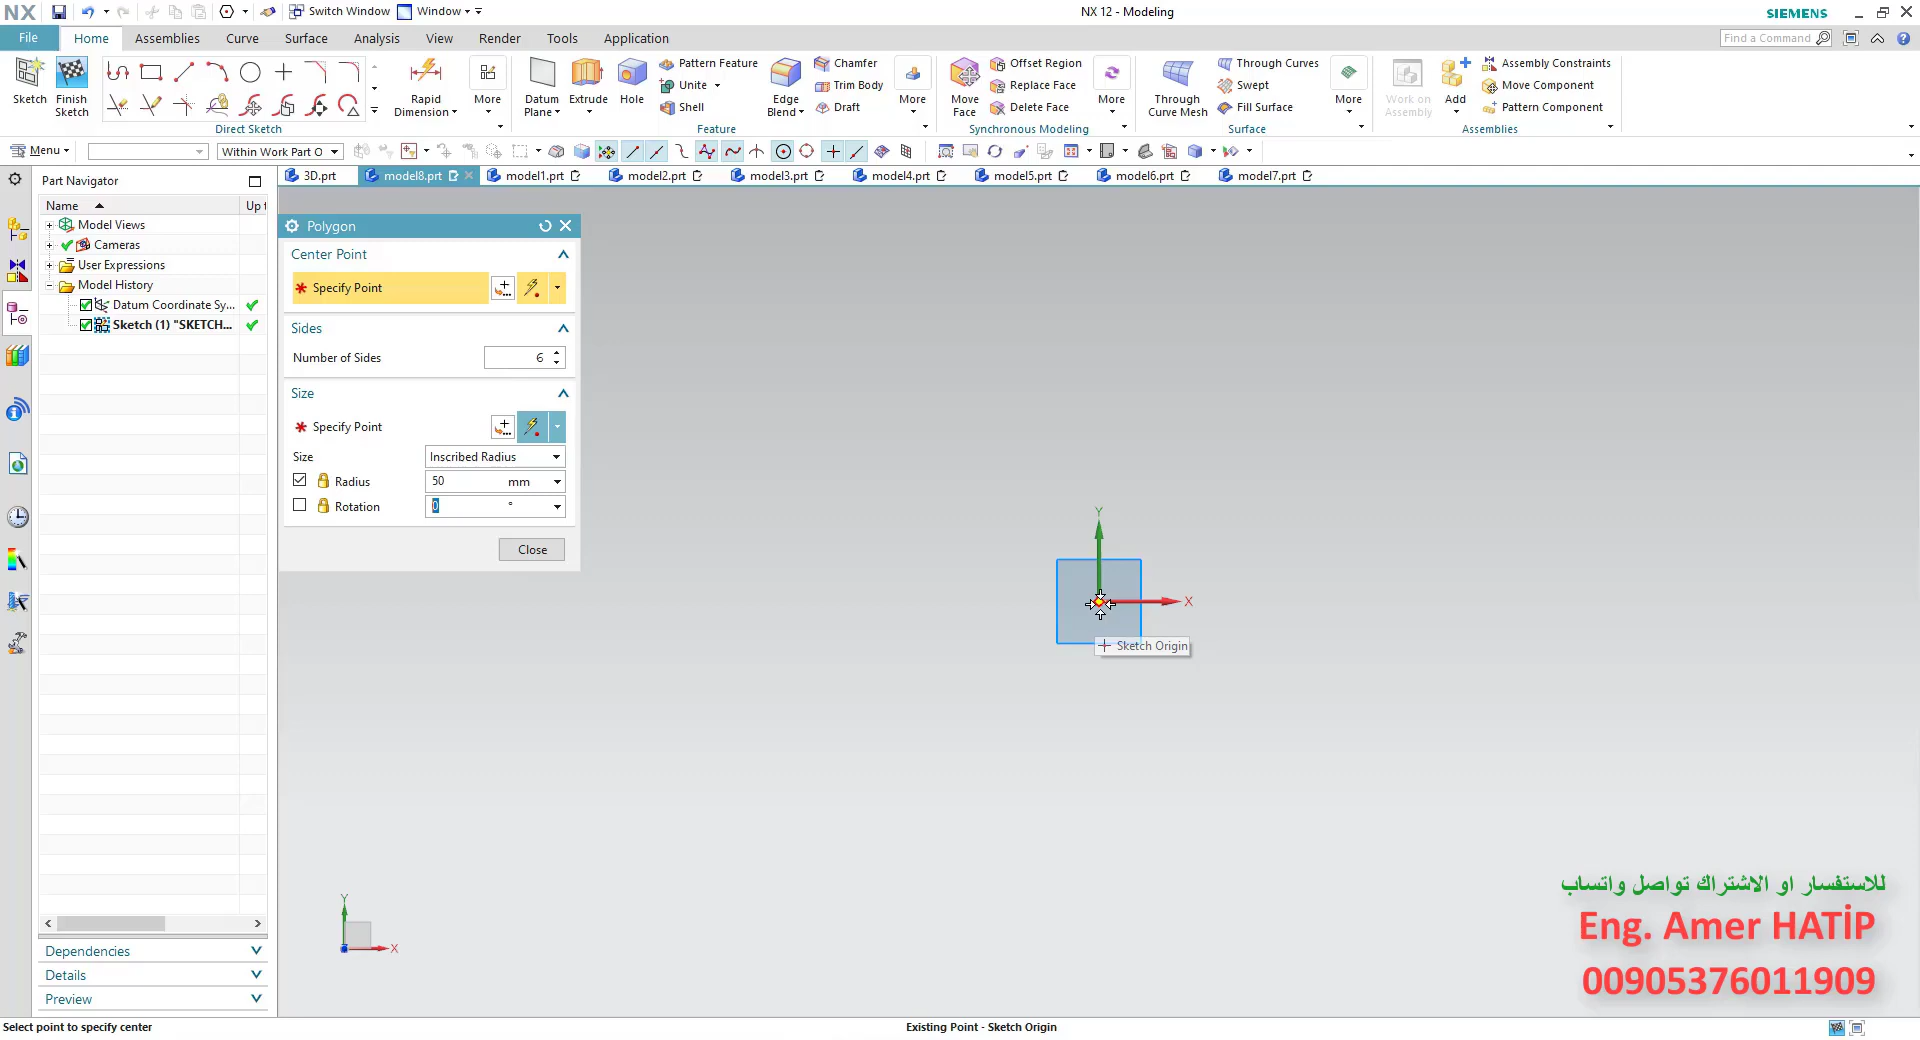 NX
Switch Window
Window
NX 12 - Modeling
SIEMENS
File
Home
Assemblies
Curve
Surface
Analysis
View
Render
Tools
Application
Find a Command
Sketch
Finish Sketch
Direct Sketch
Rapid Dimension
More
Datum Plane
Extrude
Hole
Pattern Feature
Unite
Shell
Edge Blend
Chamfer
Trim Body
Draft
More
Feature
Move Face
Offset Region
Replace Face
Delete Face
More
Synchronous Modeling
Through Curve Mesh
Through Curves
Swept
Fill Surface
More
Surface
Work on Assembly
Add
Assembly Constraints
Move Component
Pattern Component
Assemblies
Menu
Within Work Part O
3D.prt
model8.prt
model1.prt
model2.prt
model3.prt
model4.prt
model5.prt
model6.prt
model7.prt
Part Navigator
Name
Up t
Model Views
Cameras
User Expressions
Model History
Datum Coordinate Sy...
Sketch (1) "SKETCH...
Dependencies
Details
Preview
Polygon
Center Point
Specify Point
Sides
Number of Sides
6
Size
Specify Point
Size
Inscribed Radius
Radius
50
mm
Rotation
0
°
Close
Y
X
Sketch Origin
Y
X
للاستفسار او الاشتراك تواصل واتساب
Eng. Amer HATİP
00905376011909
Select point to specify center
Existing Point - Sketch Origin